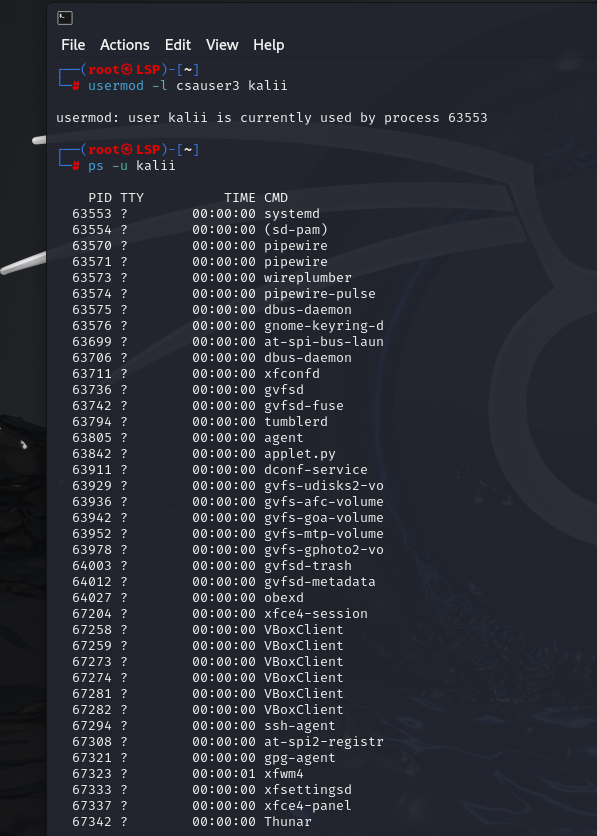 File Actions Edit View Help
┌──(root㉿LSP)-[~]
└─# usermod -l csauser3 kalii
usermod: user kalii is currently used by process 63553
┌──(root㉿LSP)-[~]
└─# ps -u kalii
PID TTY TIME CMD
63553 ? 00:00:00 systemd
63554 ? 00:00:00 (sd-pam)
63570 ? 00:00:00 pipewire
63571 ? 00:00:00 pipewire
63573 ? 00:00:00 wireplumber
63574 ? 00:00:00 pipewire-pulse
63575 ? 00:00:00 dbus-daemon
63576 ? 00:00:00 gnome-keyring-d
63699 ? 00:00:00 at-spi-bus-laun
63706 ? 00:00:00 dbus-daemon
63711 ? 00:00:00 xfconfd
63736 ? 00:00:00 gvfsd
63742 ? 00:00:00 gvfsd-fuse
63794 ? 00:00:00 tumblerd
63805 ? 00:00:00 agent
63842 ? 00:00:00 applet.py
63911 ? 00:00:00 dconf-service
63929 ? 00:00:00 gvfs-udisks2-vo
63936 ? 00:00:00 gvfs-afc-volume
63942 ? 00:00:00 gvfs-goa-volume
63952 ? 00:00:00 gvfs-mtp-volume
63978 ? 00:00:00 gvfs-gphoto2-vo
64003 ? 00:00:00 gvfsd-trash
64012 ? 00:00:00 gvfsd-metadata
64027 ? 00:00:00 obexd
67204 ? 00:00:00 xfce4-session
67258 ? 00:00:00 VBoxClient
67259 ? 00:00:00 VBoxClient
67273 ? 00:00:00 VBoxClient
67274 ? 00:00:00 VBoxClient
67281 ? 00:00:00 VBoxClient
67282 ? 00:00:00 VBoxClient
67294 ? 00:00:00 ssh-agent
67308 ? 00:00:00 at-spi2-registr
67321 ? 00:00:00 gpg-agent
67323 ? 00:00:01 xfwm4
67333 ? 00:00:00 xfsettingsd
67337 ? 00:00:00 xfce4-panel
67342 ? 00:00:00 Thunar